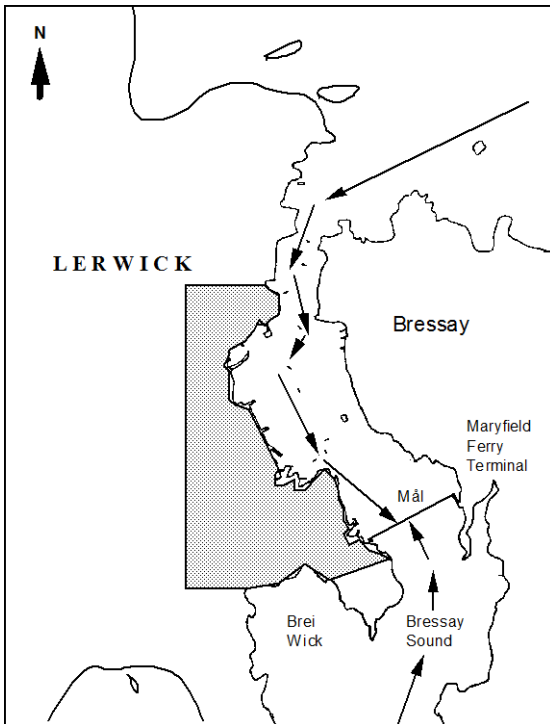 N
LERWICK
Bressay
Maryfield
Ferry
Terminal
Mål
Brei
Wick
Bressay
Sound